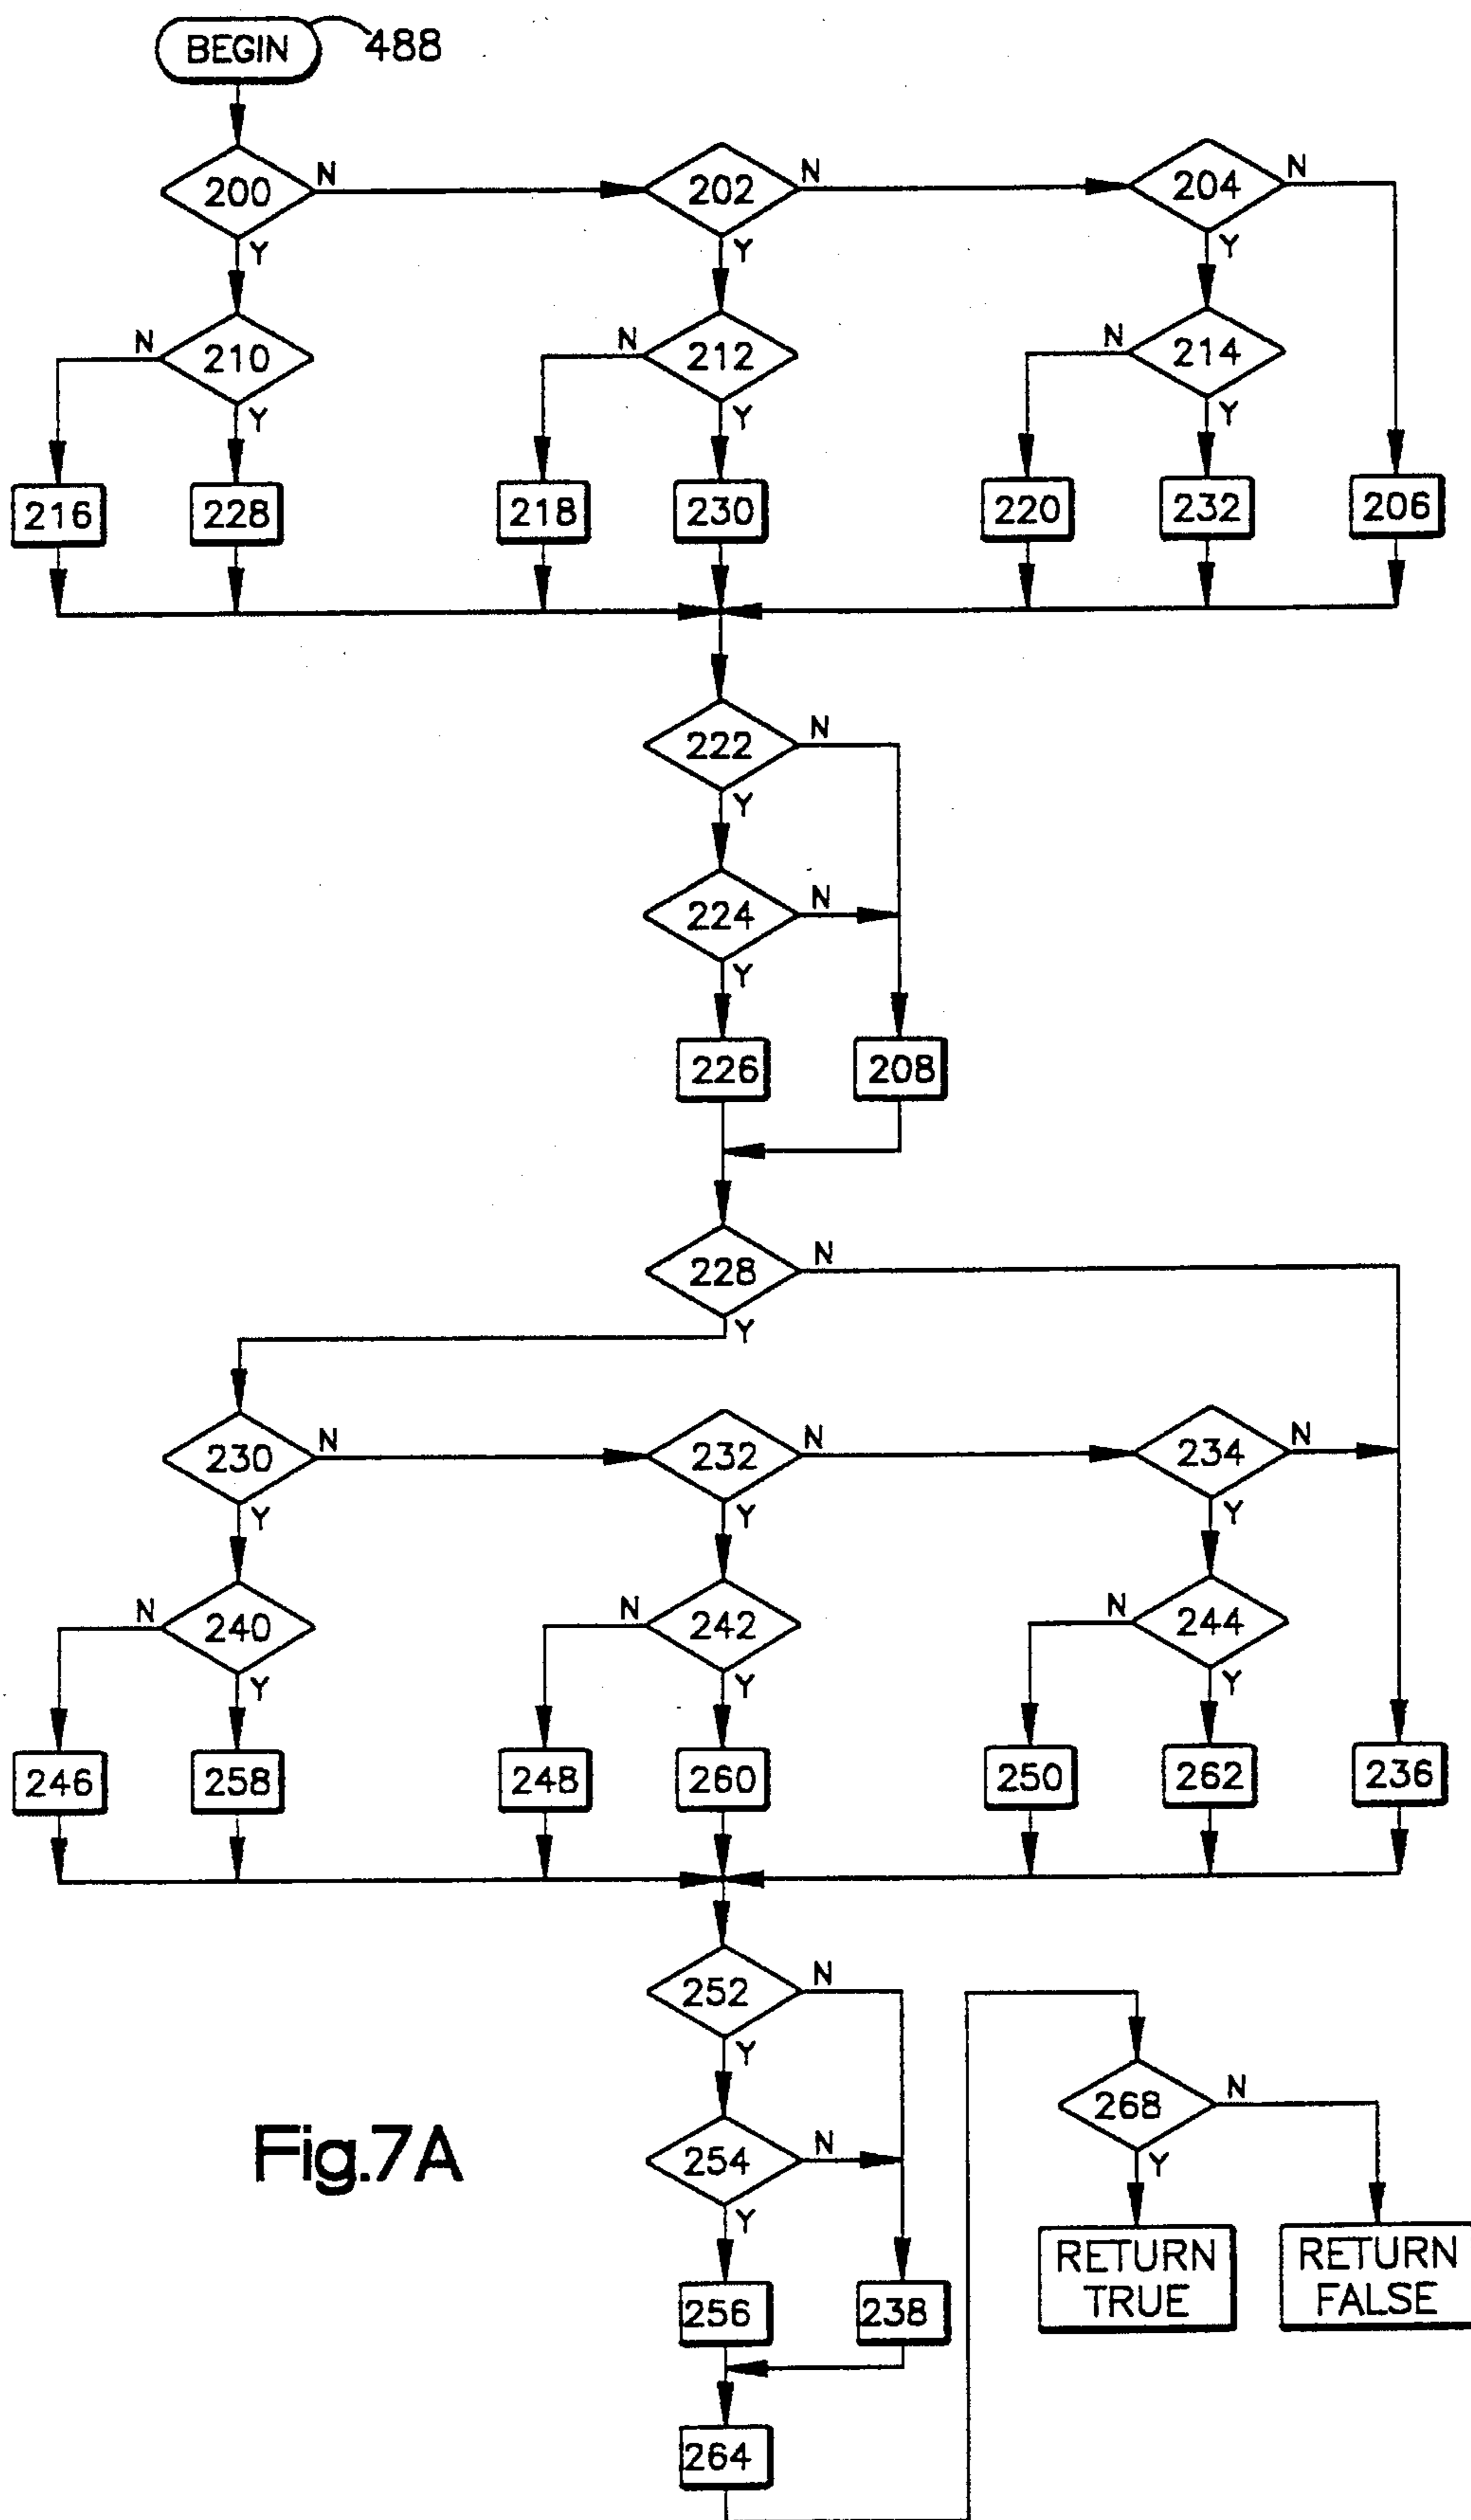 BEGIN 488
200 N 202 N 204 N
Y Y Y
N 210 N 212 N 214
Y Y Y
216 228 218 230 220 232 206
222 N
Y
224 N
Y
226 208
228 N
Y
230 N 232 N 234 N
Y Y Y
N 240 N 242 N 244
Y Y Y
246 258 248 260 250 262 236
252 N
Y
268 N
Y
254 N
Y
Fig.7A
RETURN
TRUE
RETURN
FALSE
256 238
264